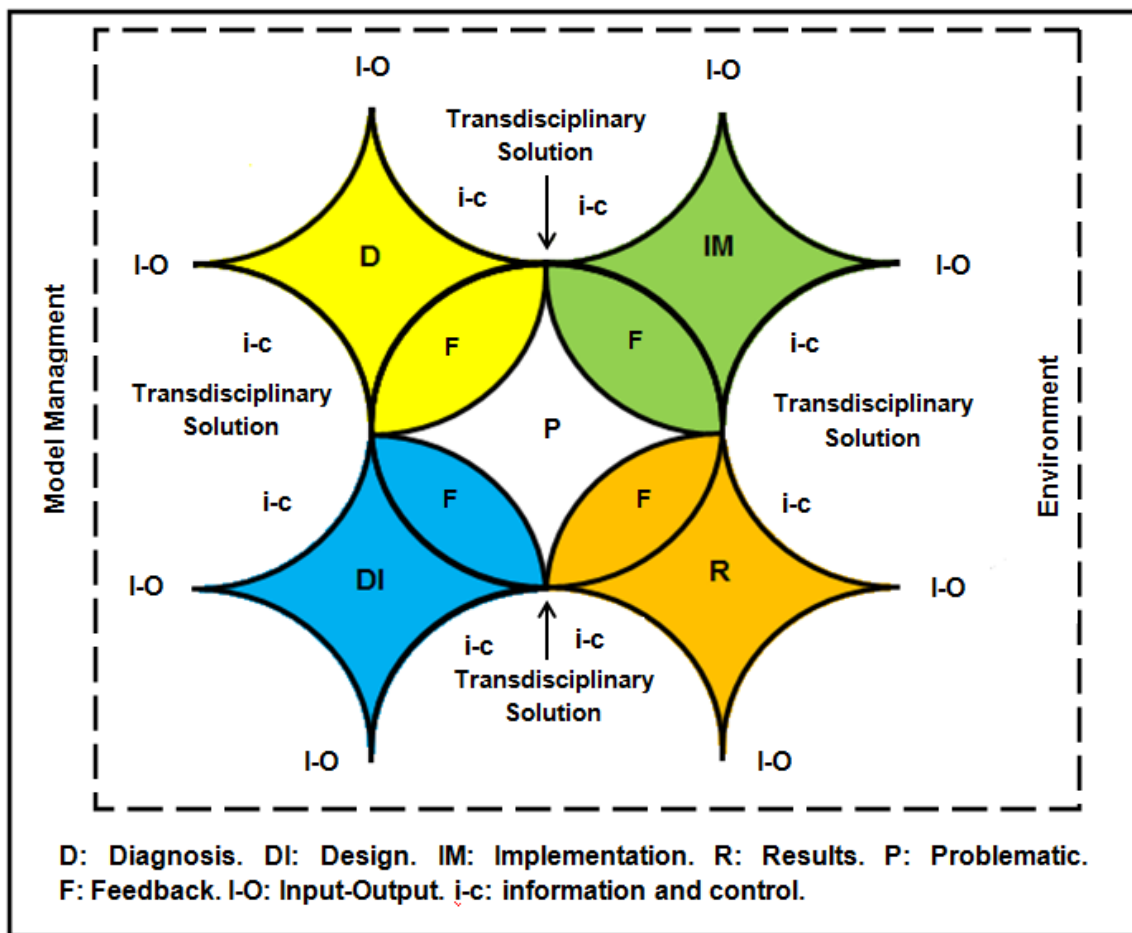 I-O
I-O
Transdisciplinary
Solution
i-c
i-c
D
IM
I-O
I-O
F
F
i-c
i-c
Transdisciplinary
Solution
Transdisciplinary
Solution
P
Model Managment
Environment
i-c
i-c
F
F
DI
R
I-O
I-O
i-c
i-c
Transdisciplinary
Solution
I-O
I-O
D: Diagnosis. DI: Design. IM: Implementation. R: Results. P: Problematic.
F: Feedback. I-O: Input-Output. i-c: information and control.